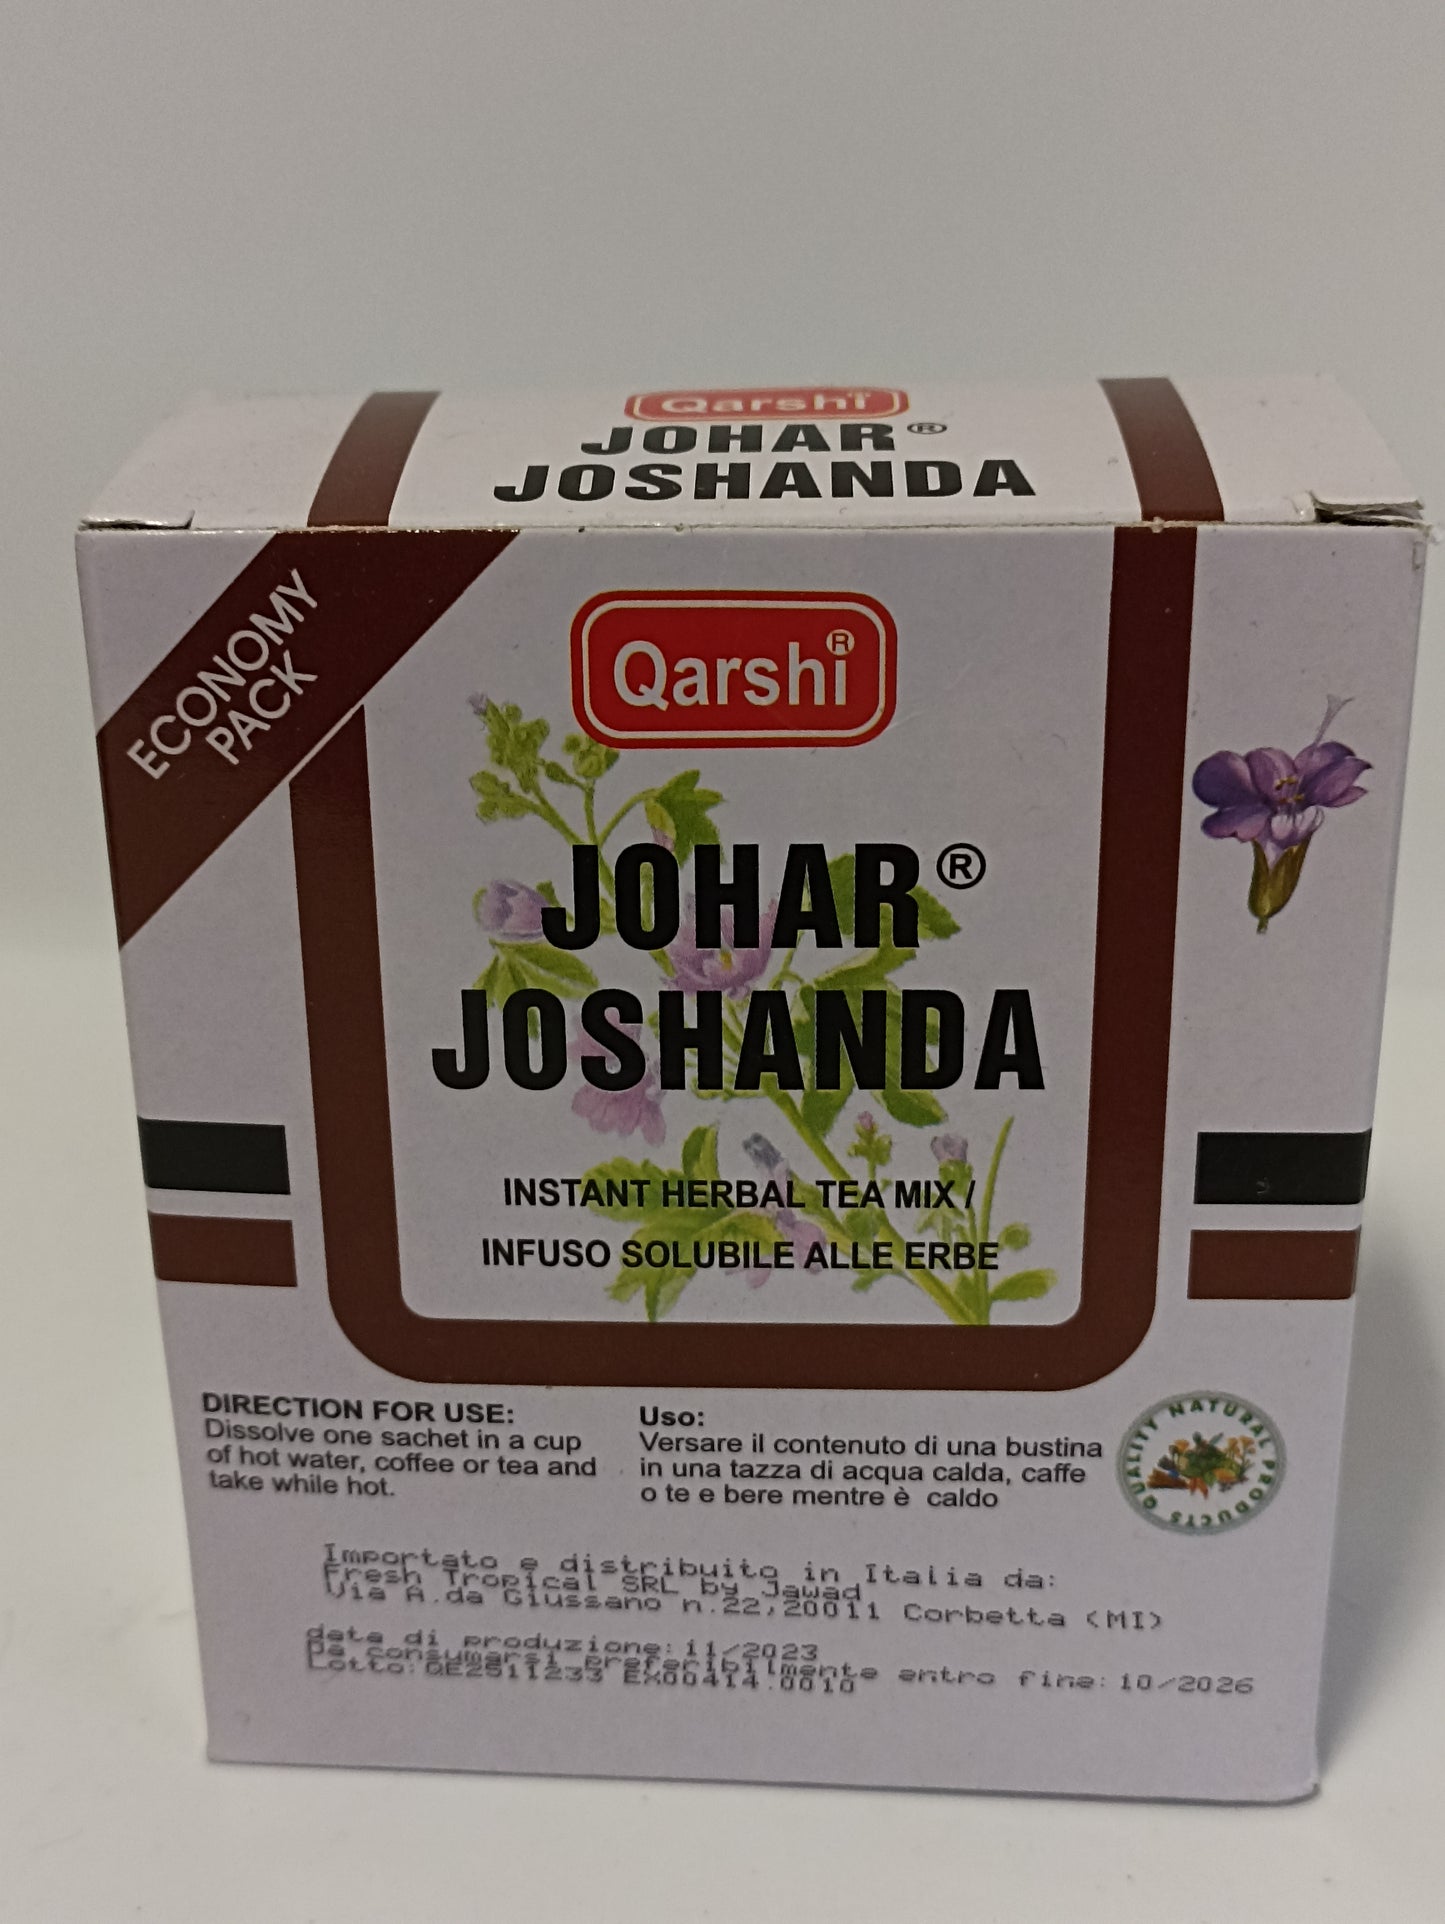 Qarshi
JOHAR®
JOSHANDA
ECONOMY
PACK
Qarshi®
JOHAR®
JOSHANDA
INSTANT HERBAL TEA MIX /
INFUSO SOLUBILE ALLE ERBE
DIRECTION FOR USE:
Dissolve one sachet in a cup
of hot water, coffee or tea and
take while hot.
Uso:
Versare il contenuto di una bustina
in una tazza di acqua calda, caffe
o te e bere mentre è caldo
QUALITY NATURAL PRODUCTS
Importato e distribuito in Italia da:
Fresh Tropical SRL by Jawad
Via A.da Giussano n.22,20011 Corbetta (MI)
data di produzione: 11/2023
Da consumarsi preferibilmente entro fine: 10/2026
Lotto: